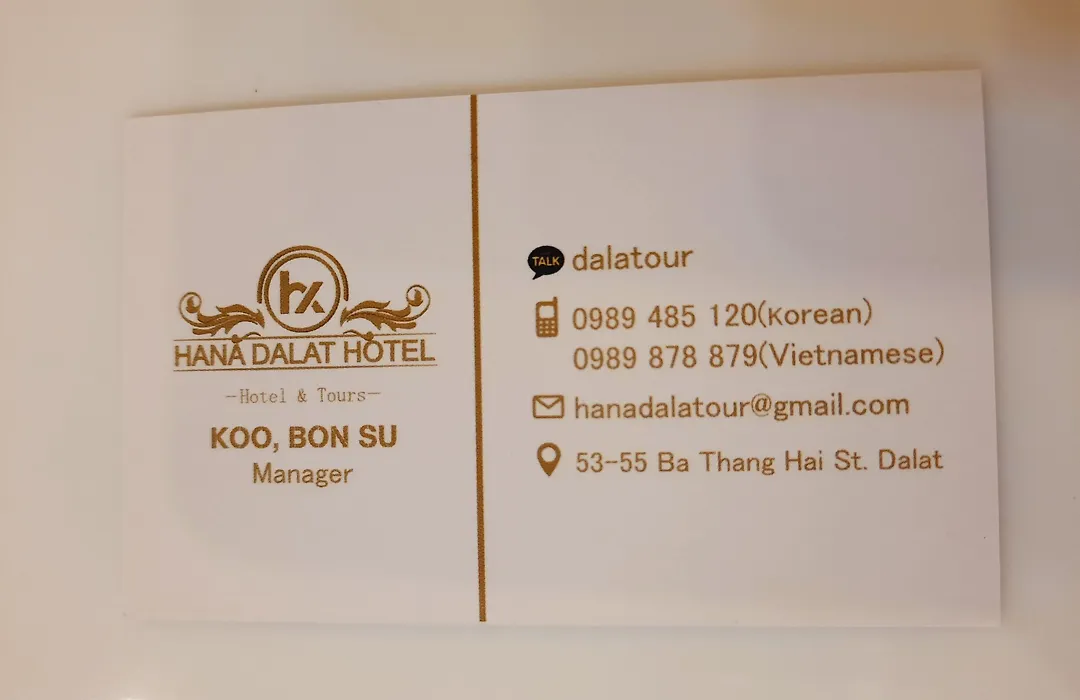 hx
HANA DALAT HOTEL
-Hotel & Tours-
KOO, BON SU
Manager
TALK dalatour
0989 485 120(Korean)
0989 878 879(Vietnamese)
hanadalatour@gmail.com
53-55 Ba Thang Hai St. Dalat